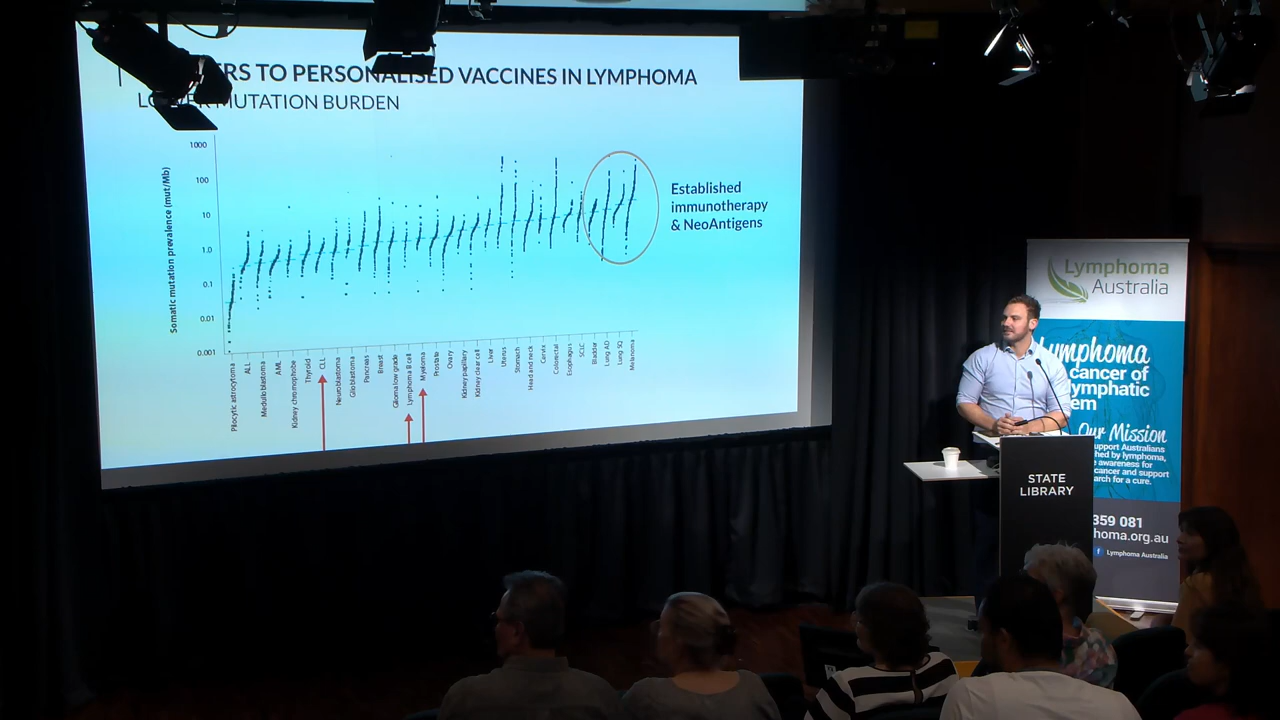 ERS TO PERSONALISED VACCINES IN LYMPHOMA
LOWER MUTATION BURDEN
Somatic mutation prevalence (mut/Mb)
1000
100
10
1.0
0.1
0.01
0.001
Established
immunotherapy
& NeoAntigens
Pilocytic astrocytoma
ALL
Medulloblastoma
AML
Kidney chromophobe
Thyroid
CLL
Neuroblastoma
Glioblastoma
Pancreas
Breast
Glioma low grade
Lymphoma B cell
Myeloma
Prostate
Ovary
Kidney papillary
Kidney clear cell
Liver
Uterus
Stomach
Head and neck
Cervix
Colorectal
Esophagus
SCLC
Bladder
Lung AD
Lung SQ
Melanoma
Lymphoma
Australia
Lymphoma
cancer of
lymphatic
em
Our Mission
upport Australians
hed by lymphoma,
e awareness for
cancer and support
arch for a cure.
359 081
homa.org.au
f Lymphoma Australia
STATE
LIBRARY